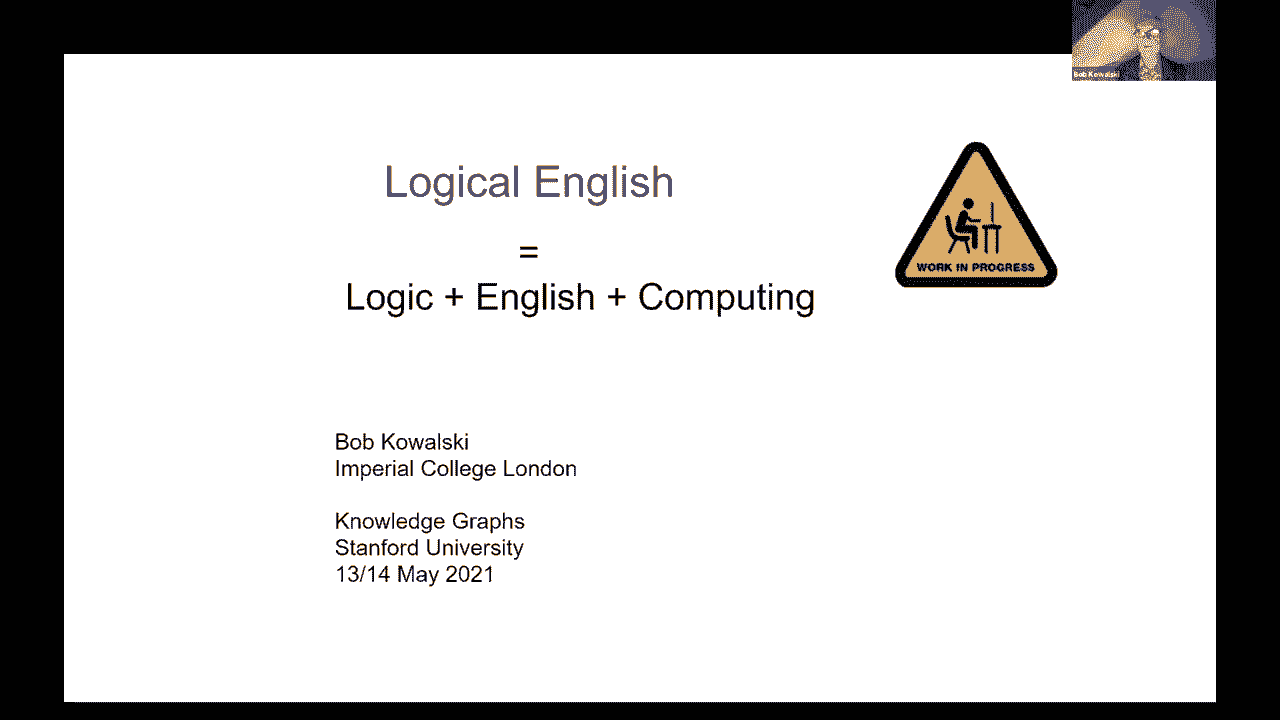 Bob Kowalski
Logical English
=
Logic + English + Computing
WORK IN PROGRESS
Bob Kowalski
Imperial College London
Knowledge Graphs
Stanford University
13/14 May 2021